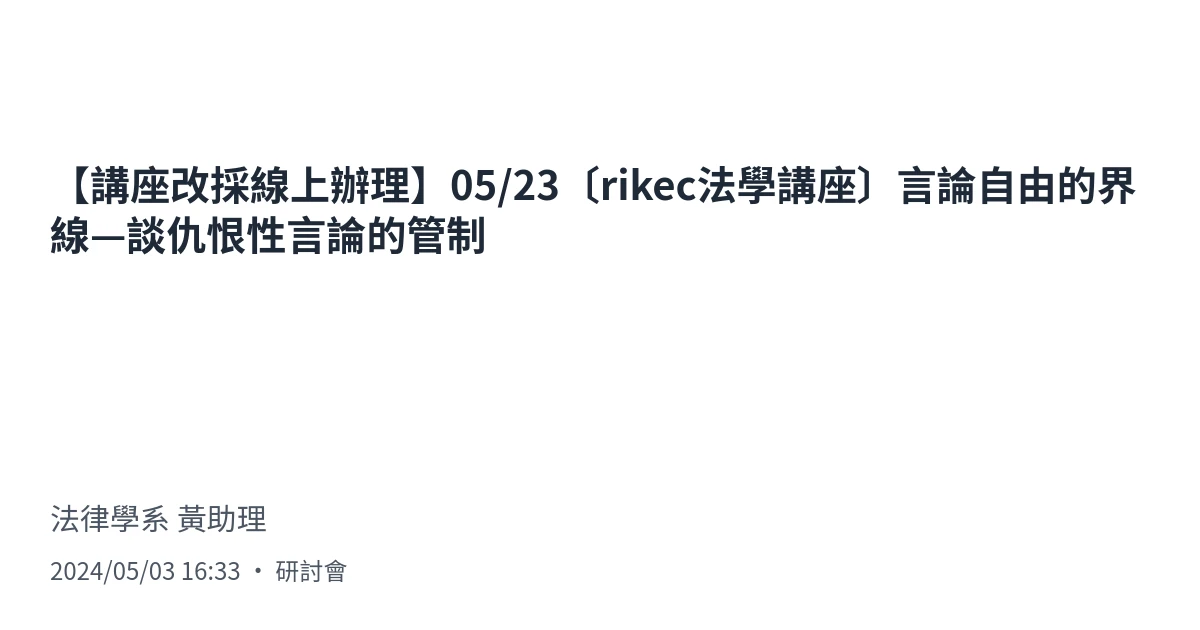 【講座改採線上辦理】05/23〔rikec法學講座〕言論自由的界
線—談仇恨性言論的管制
法律學系 黃助理
2024/05/03 16:33 • 研討會